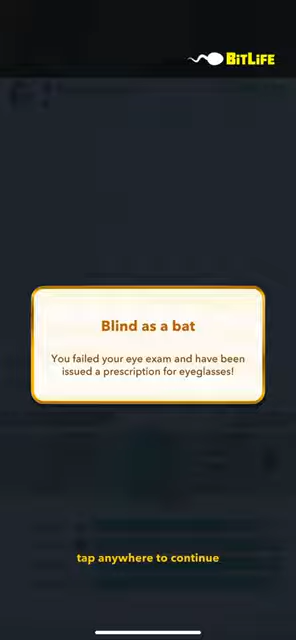 BITLIFE
Blind as a bat
You failed your eye exam and have been
issued a prescription for eyeglasses!
tap anywhere to continue